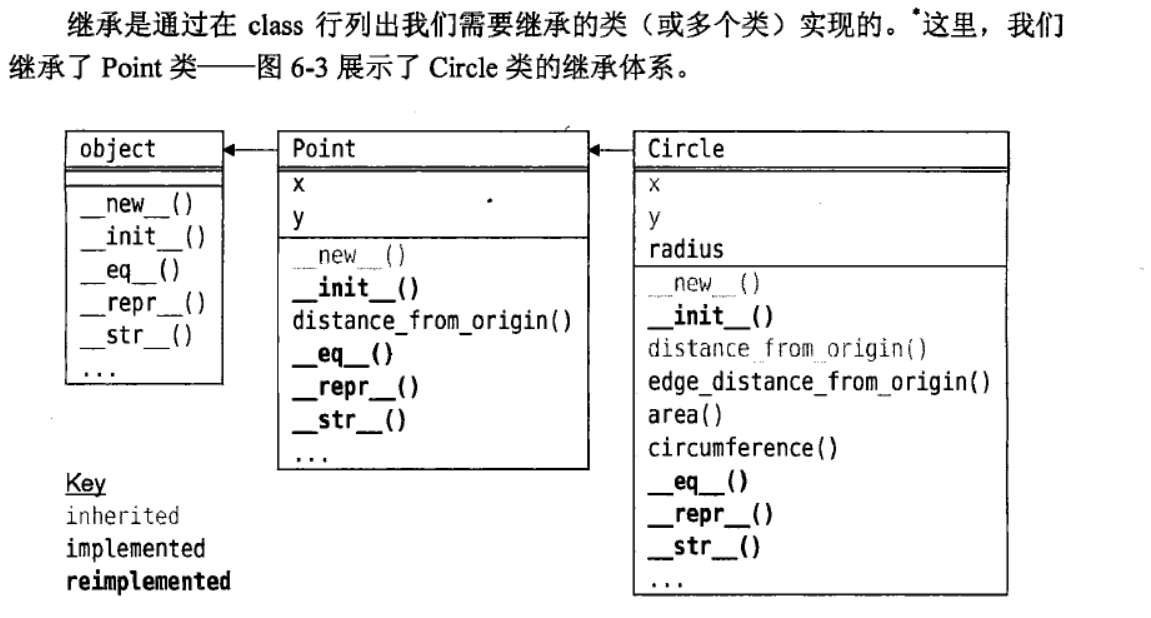 继承是通过在 class 行列出我们需要继承的类（或多个类）实现的。*这里，我们
继承了 Point 类——图 6-3 展示了 Circle 类的继承体系。
object
__new__()
__init__()
__eq__()
__repr__()
__str__()
...
Point
x
y
__new__()
__init__()
distance_from_origin()
__eq__()
__repr__()
__str__()
...
Circle
x
y
radius
__new__()
__init__()
distance_from_origin()
edge_distance_from_origin()
area()
circumference()
__eq__()
__repr__()
__str__()
...
Key
inherited
implemented
reimplemented